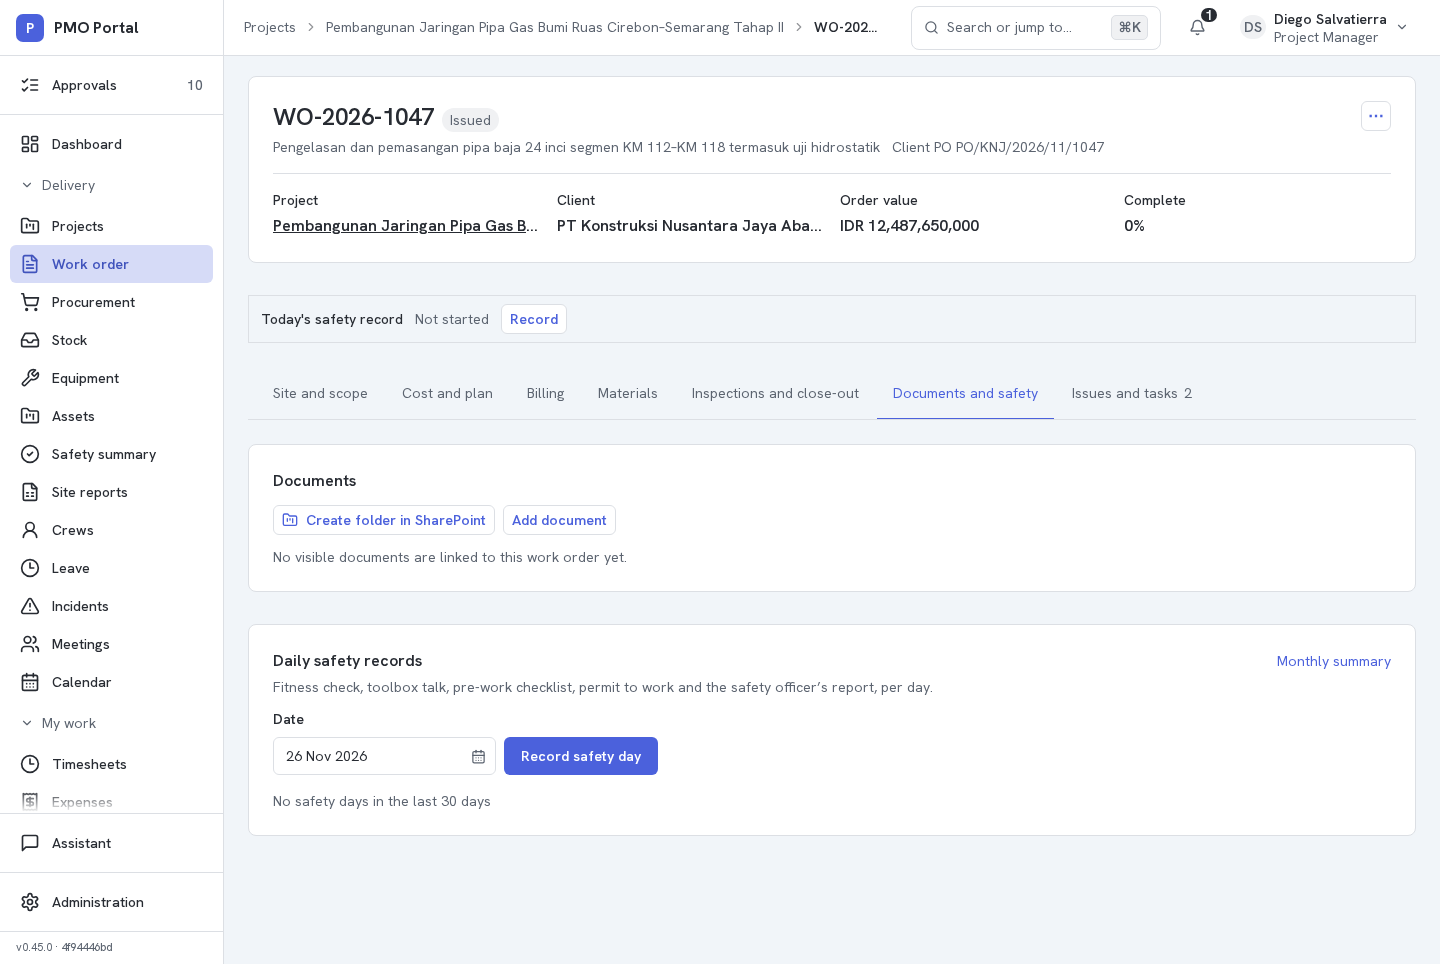 P PMO Portal
Projects > Pembangunan Jaringan Pipa Gas Bumi Ruas Cirebon–Semarang Tahap II > WO-202...
Search or jump to... ⌘K
1
DS Diego Salvatierra
Project Manager
Approvals 10
Dashboard
Delivery
Projects
Work order
Procurement
Stock
Equipment
Assets
Safety summary
Site reports
Crews
Leave
Incidents
Meetings
Calendar
My work
Timesheets
Expenses
Assistant
Administration
v0.45.0 · 4f94446bd
WO-2026-1047 Issued
Pengelasan dan pemasangan pipa baja 24 inci segmen KM 112–KM 118 termasuk uji hidrostatik Client PO PO/KNJ/2026/11/1047
Project
Pembangunan Jaringan Pipa Gas B...
Client
PT Konstruksi Nusantara Jaya Aba...
Order value
IDR 12,487,650,000
Complete
0%
Today's safety record Not started Record
Site and scope Cost and plan Billing Materials Inspections and close-out Documents and safety Issues and tasks 2
Documents
Create folder in SharePoint Add document
No visible documents are linked to this work order yet.
Daily safety records Monthly summary
Fitness check, toolbox talk, pre-work checklist, permit to work and the safety officer’s report, per day.
Date
26 Nov 2026 Record safety day
No safety days in the last 30 days